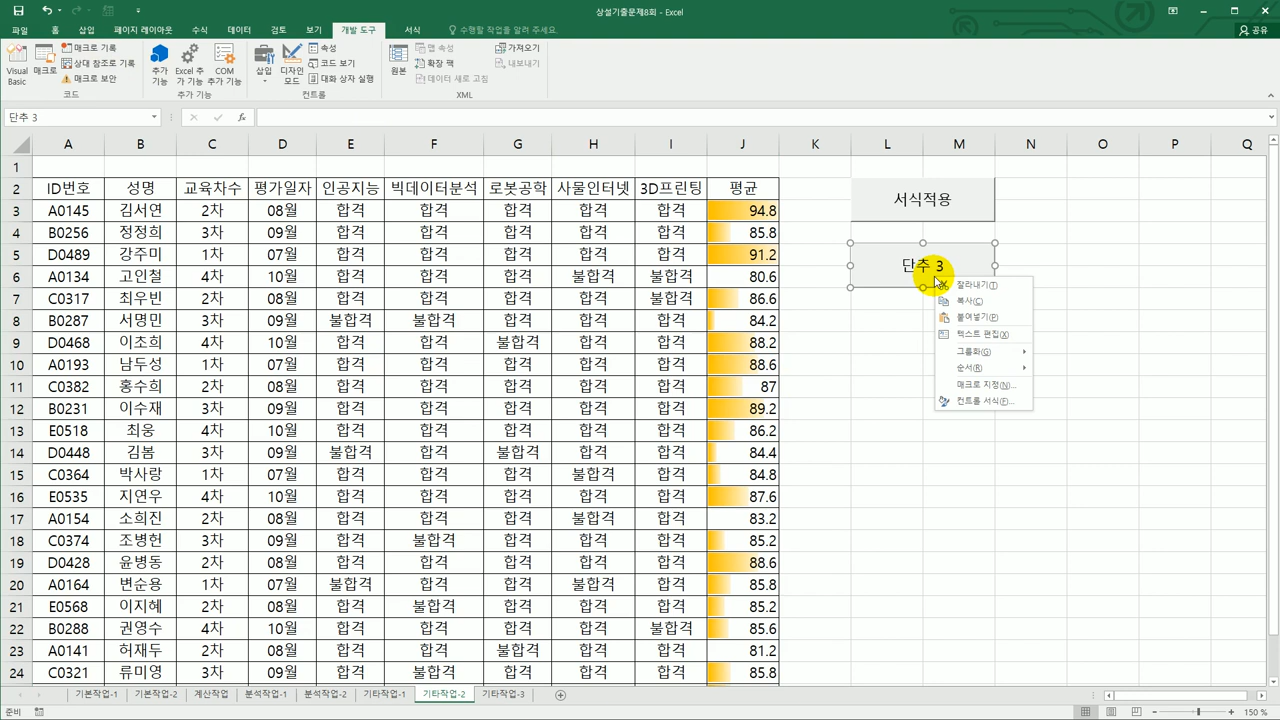 상설기출문제8회 - Excel
파일 홈 삽입 페이지 레이아웃 수식 데이터 검토 보기 개발 도구 서식 수행할 작업을 알려 주세요. 공유
Visual Basic 매크로 매크로 기록 상대 참조로 기록 매크로 보안 추가 기능 Excel 추가 기능 COM 추가 기능 삽입 디자인 모드 속성 코드 보기 대화 상자 실행 원본 맵 속성 확장 팩 데이터 새로 고침 가져오기 내보내기
코드 추가 기능 컨트롤 XML
단추 3 fx
A B C D E F G H I J K L M N O P Q
1
2 ID번호 성명 교육차수 평가일자 인공지능 빅데이터분석 로봇공학 사물인터넷 3D프린팅 평균
3 A0145 김서연 2차 08월 합격 합격 합격 합격 합격 94.8
4 B0256 정정희 3차 09월 합격 합격 합격 합격 합격 85.8
5 D0489 강주미 1차 07월 합격 합격 합격 합격 합격 91.2
6 A0134 고인철 4차 10월 합격 합격 합격 불합격 불합격 80.6
7 C0317 최우빈 2차 08월 합격 합격 합격 합격 불합격 86.6
8 B0287 서명민 3차 09월 불합격 불합격 합격 합격 합격 84.2
9 D0468 이조희 4차 10월 합격 합격 불합격 합격 합격 88.2
10 A0193 남두성 1차 07월 합격 합격 합격 합격 합격 88.6
11 C0382 홍수희 2차 08월 합격 합격 합격 합격 합격 87
12 B0231 이수재 3차 09월 합격 합격 합격 합격 합격 89.2
13 E0518 최웅 4차 10월 합격 합격 합격 합격 합격 86.2
14 D0448 김봄 3차 09월 불합격 합격 불합격 합격 합격 84.4
15 C0364 박사랑 1차 07월 합격 합격 합격 불합격 합격 84.8
16 E0535 지연우 4차 10월 합격 합격 합격 합격 합격 87.6
17 A0154 소희진 2차 08월 합격 합격 합격 불합격 합격 83.2
18 C0374 조병헌 3차 09월 합격 불합격 합격 합격 합격 85.2
19 D0428 윤병동 2차 08월 합격 합격 합격 합격 합격 88.6
20 A0164 변순용 1차 07월 불합격 합격 합격 불합격 합격 85.8
21 E0568 이지혜 2차 08월 합격 불합격 합격 합격 합격 85.2
22 B0288 권영수 4차 10월 합격 합격 합격 합격 불합격 85.6
23 A0141 허재두 2차 08월 합격 합격 불합격 합격 합격 81.2
24 C0321 류미영 3차 09월 합격 불합격 합격 합격 합격 85.8
서식적용
단추 3
잘라내기(T)
복사(C)
붙여넣기(P)
텍스트 편집(X)
그룹화(G)
순서(R)
매크로 지정(N)...
컨트롤 서식(F)...
기본작업-1 기본작업-2 계산작업 분석작업-1 분석작업-2 기타작업-1 기타작업-2 기타작업-3
준비 150 %